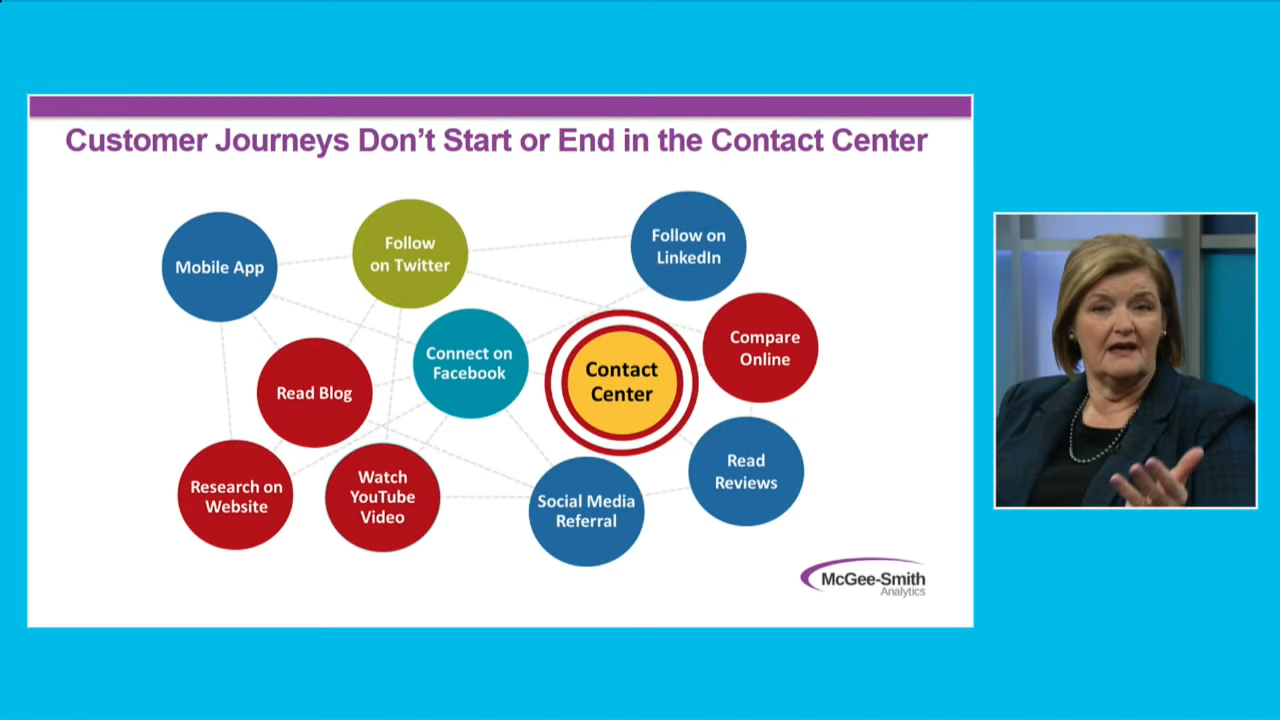 Customer Journeys Don't Start or End in the Contact Center
Mobile App
Follow
on Twitter
Follow on
LinkedIn
Connect on
Facebook
Contact
Center
Compare
Online
Read Blog
Research on
Website
Watch
YouTube
Video
Social Media
Referral
Read
Reviews
McGee-Smith
Analytics